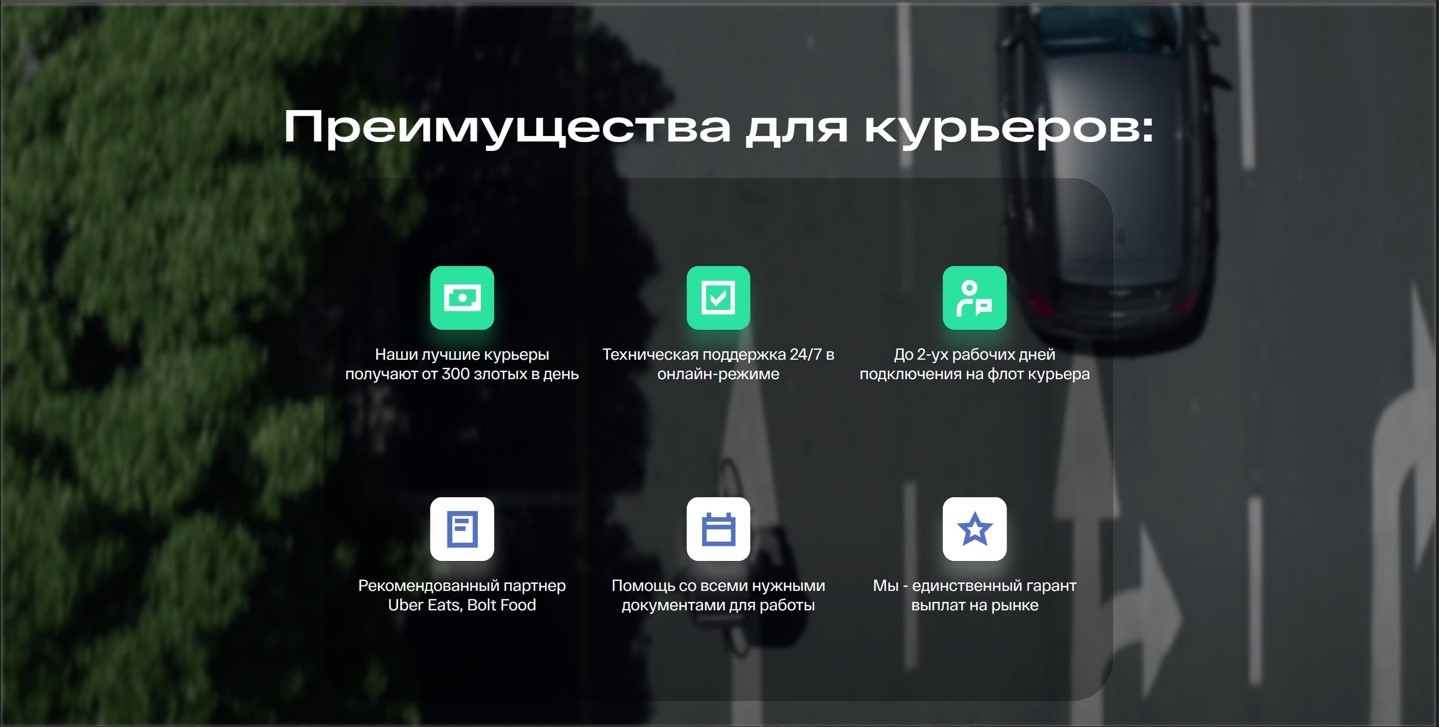 Преимущества для курьеров:
Наши лучшие курьеры
получают от 300 злотых в день
Техническая поддержка 24/7 в
онлайн-режиме
До 2-ух рабочих дней
подключения на флот курьера
Рекомендованный партнер
Uber Eats, Bolt Food
Помощь со всеми нужными
документами для работы
Мы - единственный гарант
выплат на рынке